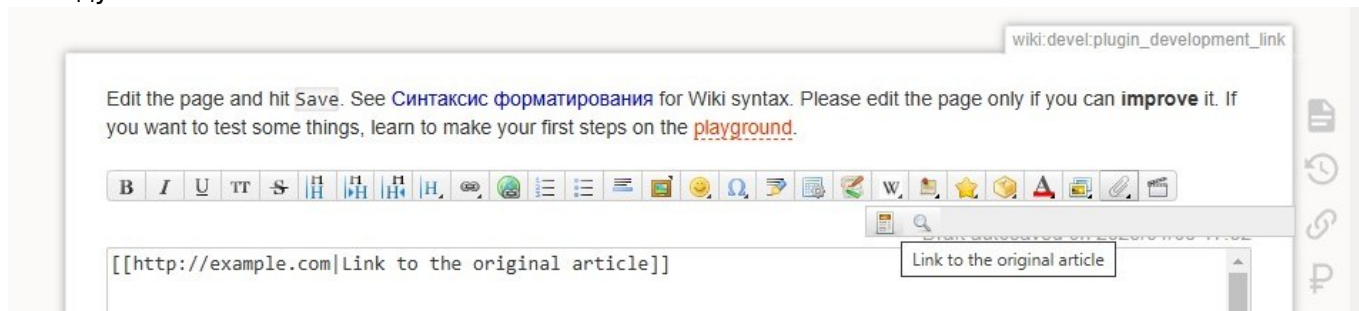 wiki:devel:plugin_development_link
Edit the page and hit Save. See Синтаксис форматирования for Wiki syntax. Please edit the page only if you can improve it. If
you want to test some things, learn to make your first steps on the playground.
B I U TT S H H H H W A
[[http://example.com|Link to the original article]]
Link to the original article